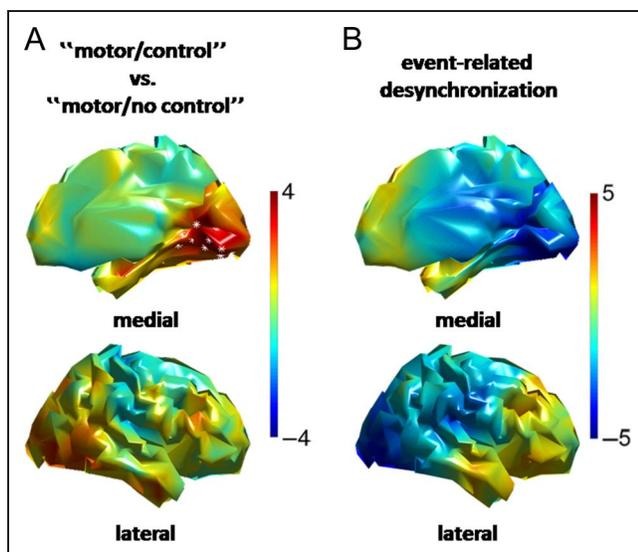 A
‘‘motor/control’’
vs.
‘‘motor/no control’’
4
−4
medial
lateral
B
event-related
desynchronization
5
−5
medial
lateral